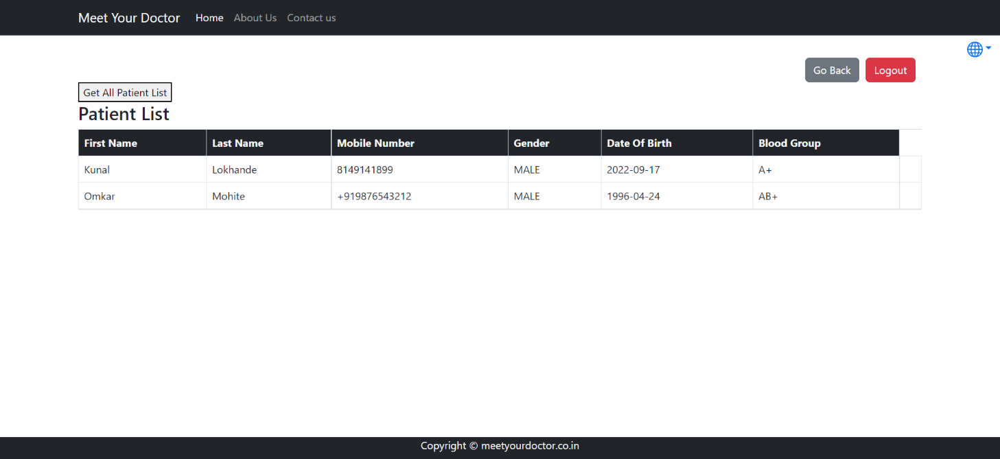 Meet Your Doctor Home About Us Contact us
Go Back Logout
Get All Patient List
Patient List
First Name Last Name Mobile Number Gender Date Of Birth Blood Group
Kunal Lokhande 8149141899 MALE 2022-09-17 A+
Omkar Mohite +919876543212 MALE 1996-04-24 AB+
Copyright © meetyourdoctor.co.in